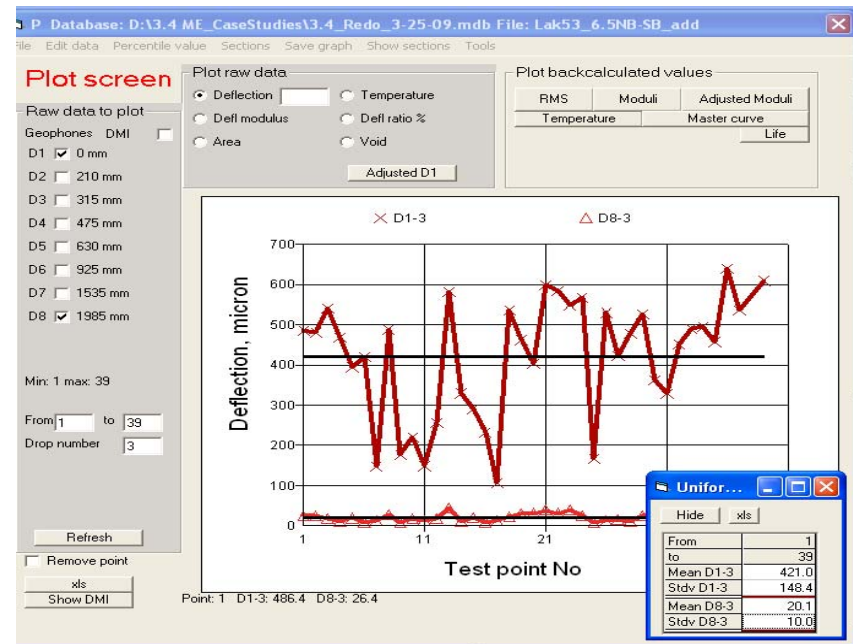 P Database: D:\3.4 ME_CaseStudies\3.4_Redo_3-25-09.mdb File: Lak53_6.5NB-SB_add
File Edit data Percentile value Sections Save graph Show sections Tools
Plot screen
Raw data to plot
Geophones DMI
D1 0 mm
D2 210 mm
D3 315 mm
D4 475 mm
D5 630 mm
D6 925 mm
D7 1535 mm
D8 1985 mm
Min: 1 max: 39
From 1 to 39
Drop number 3
Refresh
Remove point
xls
Show DMI
Plot raw data
Deflection Temperature
Defl modulus Defl ratio %
Area Void
Adjusted D1
Plot backcalculated values
RMS Moduli Adjusted Moduli
Temperature Master curve
Life
D1-3 D8-3
Deflection, micron
700
600
500
400
300
200
100
0
1 11 21
Test point No
Point: 1 D1-3: 486.4 D8-3: 26.4
Unifor...
Hide xls
From 1
to 39
Mean D1-3 421.0
Stdv D1-3 148.4
Mean D8-3 20.1
Stdv D8-3 10.0